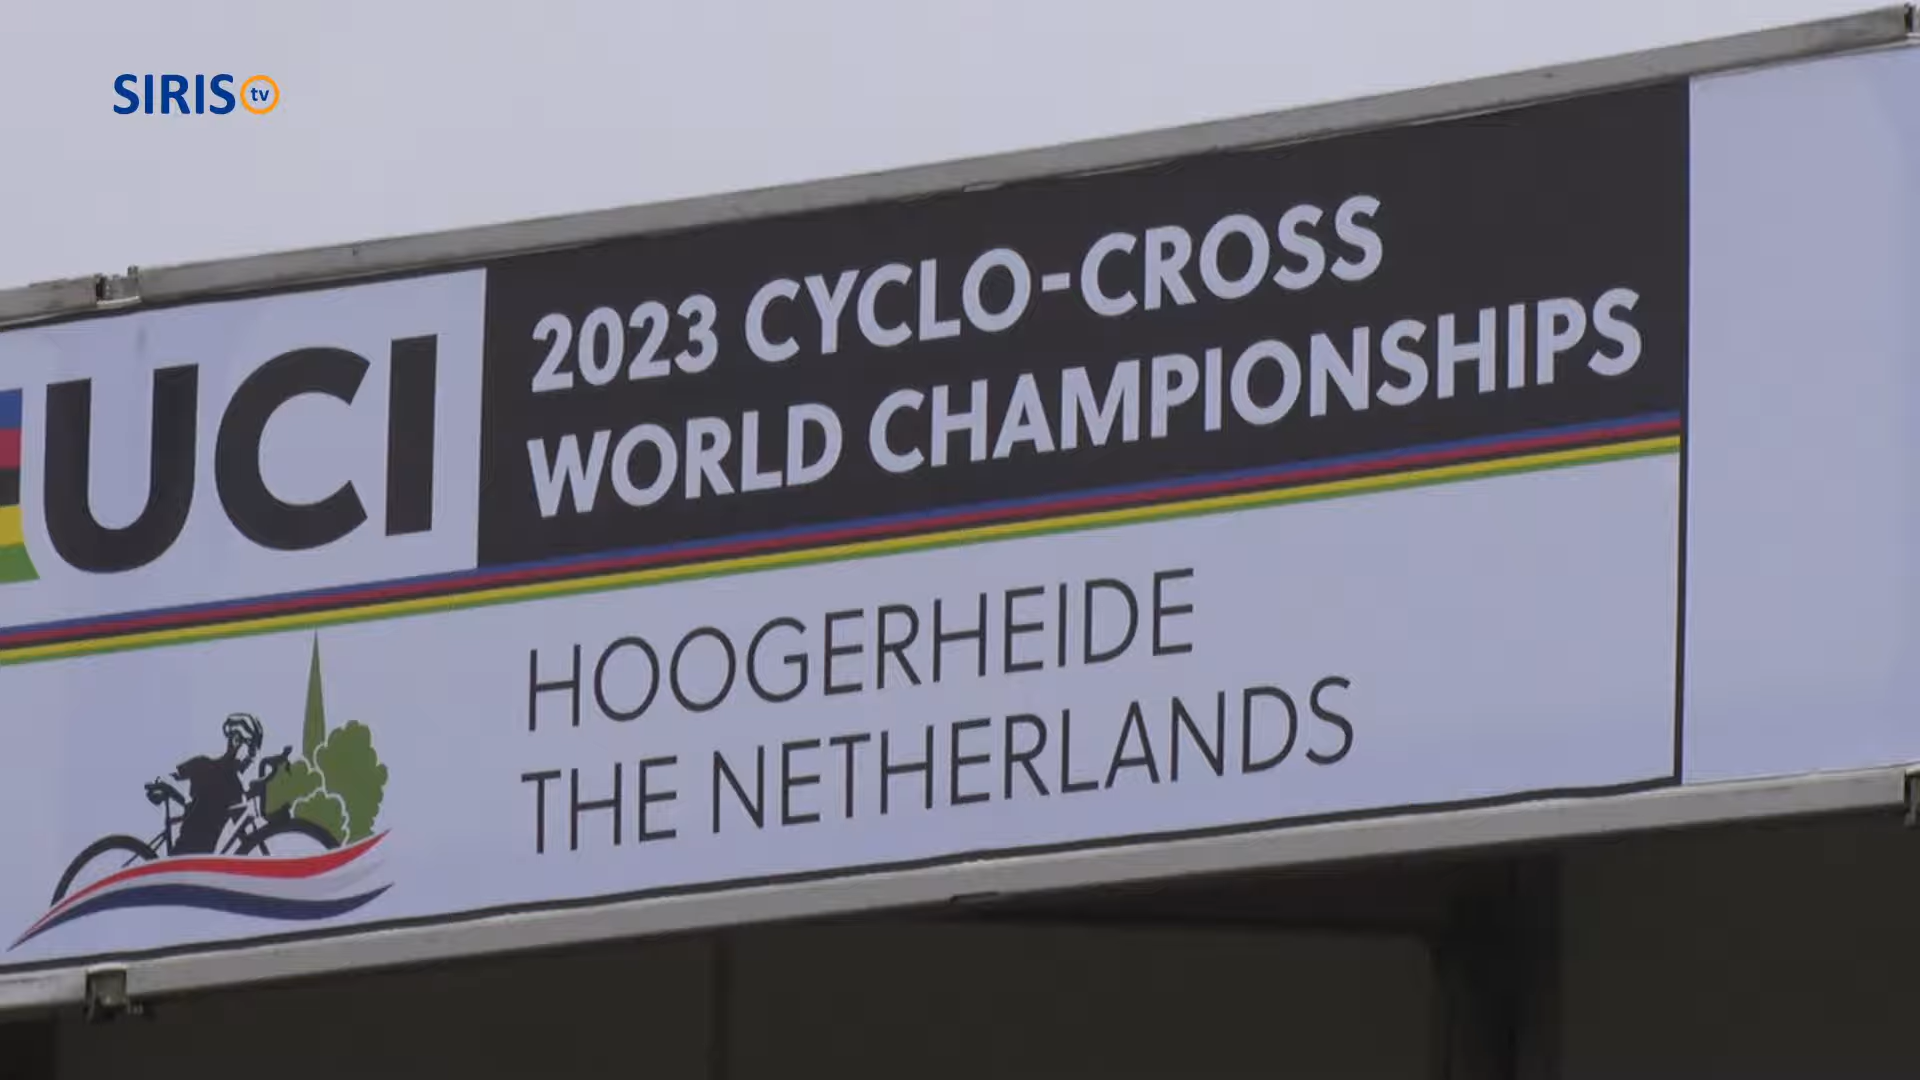 SIRIS tv
UCI
2023 CYCLO-CROSS
WORLD CHAMPIONSHIPS
HOOGERHEIDE
THE NETHERLANDS